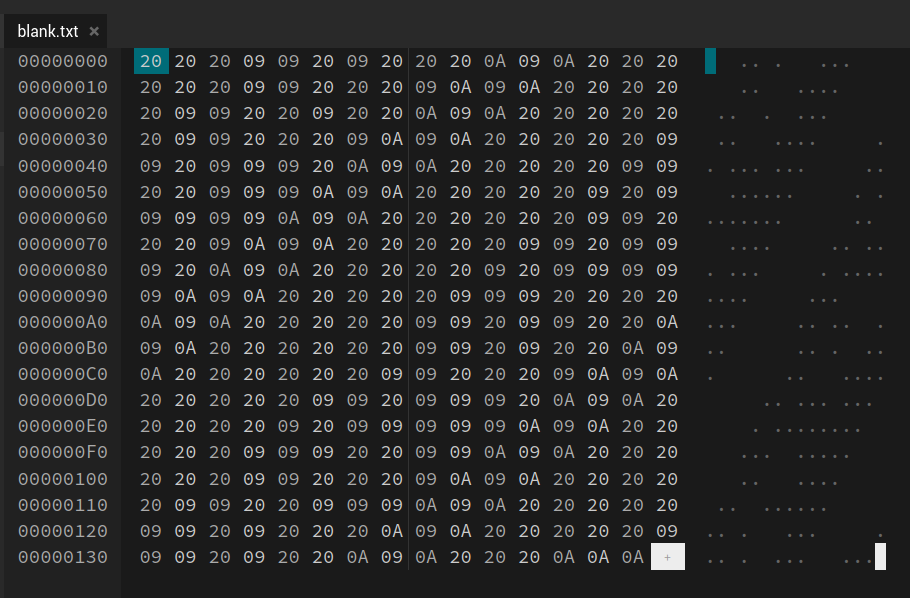 blank.txt ×
00000000 20 20 20 09 09 20 09 20 20 20 0A 09 0A 20 20 20 .. . ...
00000010 20 20 20 09 09 20 20 20 09 0A 09 0A 20 20 20 20 .. ....
00000020 20 09 09 20 20 09 20 20 0A 09 0A 20 20 20 20 20 .. . ...
00000030 20 09 09 20 20 20 09 0A 09 0A 20 20 20 20 20 09 .. .... .
00000040 09 20 09 09 09 20 0A 09 0A 20 20 20 20 20 09 09 . ... ... ..
00000050 20 20 09 09 09 0A 09 0A 20 20 20 20 20 09 20 09 ...... . .
00000060 09 09 09 09 0A 09 0A 20 20 20 20 20 20 09 09 20 ....... ..
00000070 20 20 09 0A 09 0A 20 20 20 20 20 09 09 20 09 09 .... .. ..
00000080 09 20 0A 09 0A 20 20 20 20 20 09 20 09 09 09 09 . ... . ....
00000090 09 0A 09 0A 20 20 20 20 20 09 09 09 20 20 20 20 .... ...
000000A0 0A 09 0A 20 20 20 20 20 09 09 20 09 09 20 20 0A ... .. .. .
000000B0 09 0A 20 20 20 20 20 20 09 09 20 09 20 20 0A 09 .. .. . ..
000000C0 0A 20 20 20 20 20 20 09 09 20 20 20 09 0A 09 0A . .. ....
000000D0 20 20 20 20 20 09 09 20 09 09 09 20 0A 09 0A 20 .. ... ...
000000E0 20 20 20 20 09 20 09 09 09 09 09 0A 09 0A 20 20 . ........
000000F0 20 20 20 09 09 09 20 20 09 09 0A 09 0A 20 20 20 ... .....
00000100 20 20 20 09 09 20 20 20 09 0A 09 0A 20 20 20 20 .. ....
00000110 20 09 09 20 20 09 09 09 0A 09 0A 20 20 20 20 20 .. ......
00000120 09 09 20 09 20 20 20 0A 09 0A 20 20 20 20 20 09 .. . ... .
00000130 09 09 20 09 20 20 0A 09 0A 20 20 20 0A 0A 0A + .. . ... ...